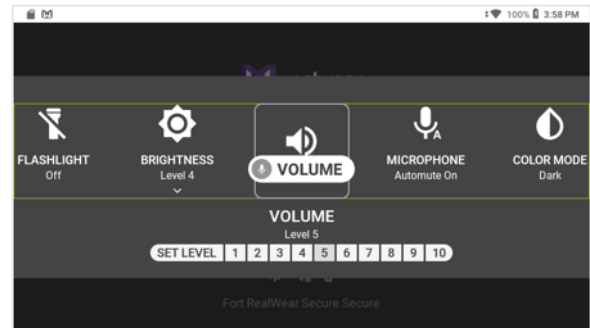 100% 3:58 PM
FLASHLIGHT
Off
BRIGHTNESS
Level 4
VOLUME
MICROPHONE
Automute On
COLOR MODE
Dark
VOLUME
Level 5
SET LEVEL 1 2 3 4 5 6 7 8 9 10
Fort RealWear Secure Secure